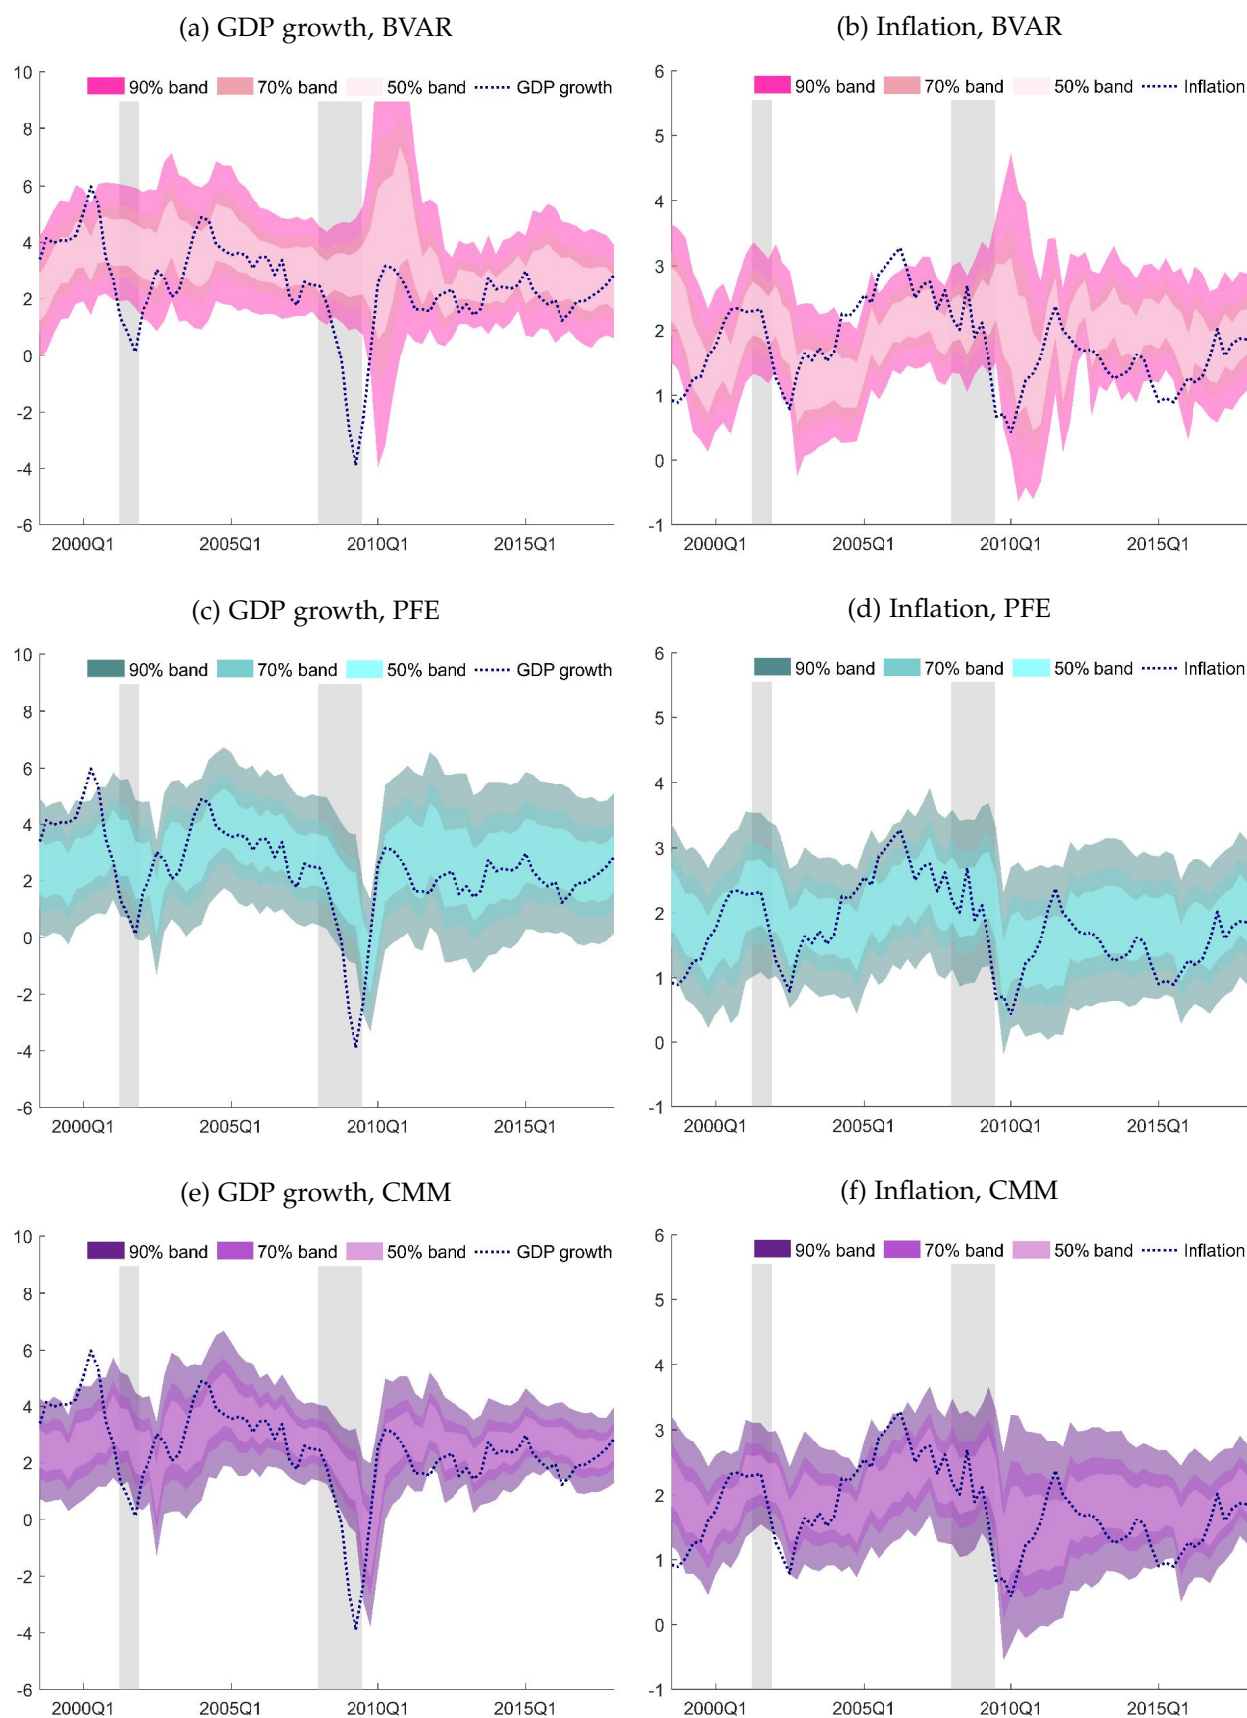 (a) GDP growth, BVAR
10
90% band 70% band 50% band GDP growth
8
6
4
2
0
-2
-4
-6
2000Q1 2005Q1 2010Q1 2015Q1
(b) Inflation, BVAR
6
90% band 70% band 50% band Inflation
5
4
3
2
1
0
-1
2000Q1 2005Q1 2010Q1 2015Q1
(c) GDP growth, PFE
10
90% band 70% band 50% band GDP growth
8
6
4
2
0
-2
-4
-6
2000Q1 2005Q1 2010Q1 2015Q1
(d) Inflation, PFE
6
90% band 70% band 50% band Inflation
5
4
3
2
1
0
-1
2000Q1 2005Q1 2010Q1 2015Q1
(e) GDP growth, CMM
10
90% band 70% band 50% band GDP growth
8
6
4
2
0
-2
-4
-6
2000Q1 2005Q1 2010Q1 2015Q1
(f) Inflation, CMM
6
90% band 70% band 50% band Inflation
5
4
3
2
1
0
-1
2000Q1 2005Q1 2010Q1 2015Q1